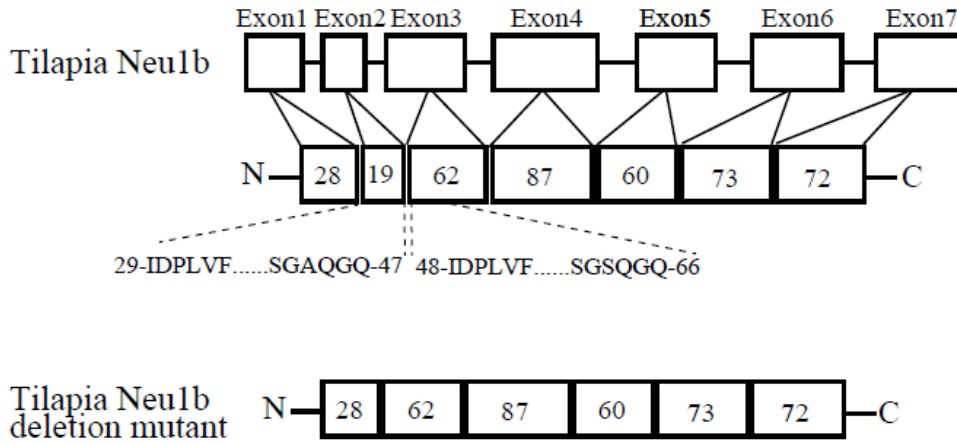 Exon1 Exon2 Exon3 Exon4 Exon5 Exon6 Exon7
Tilapia Neu1b
N 28 19 62 87 60 73 72 C
29-IDPLVF......SGAQGQ-47 48-IDPLVF......SGSQGQ-66
Tilapia Neu1b
deletion mutant
N 28 62 87 60 73 72 C